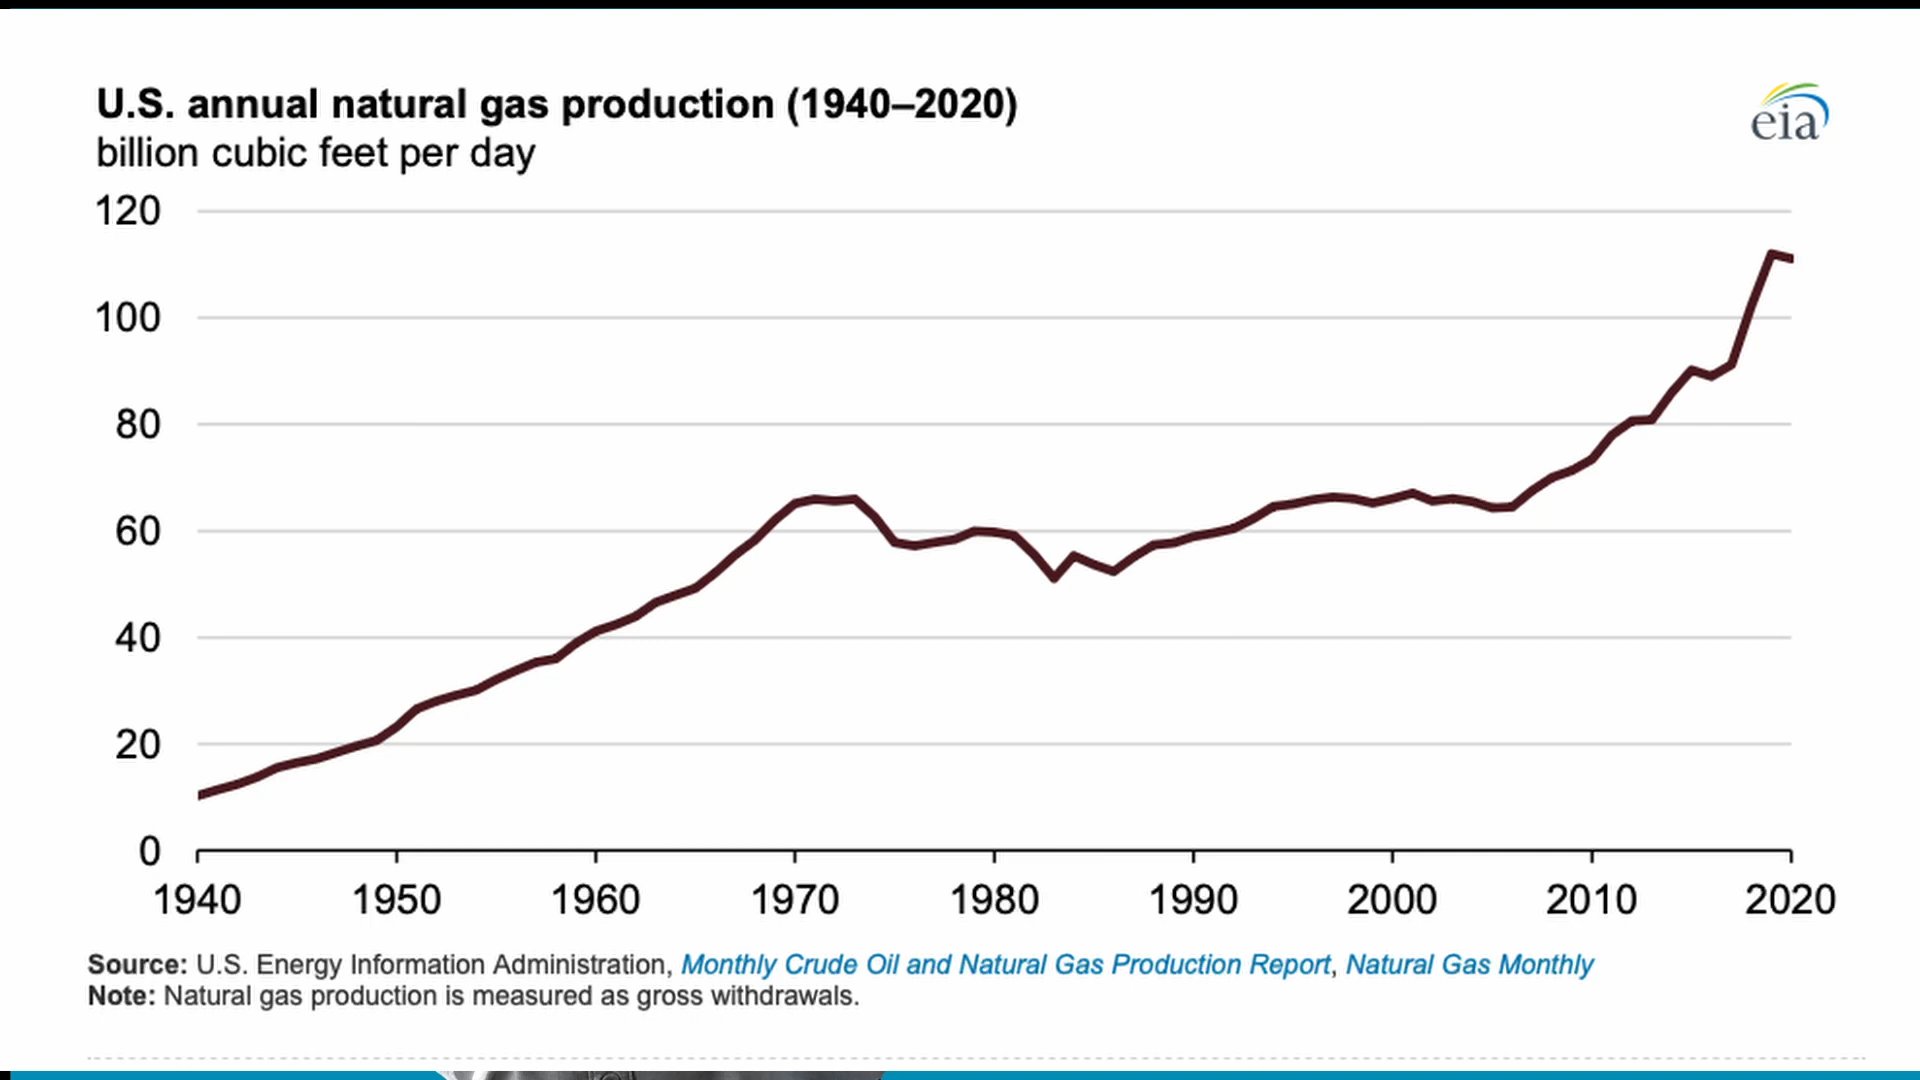 U.S. annual natural gas production (1940–2020)
billion cubic feet per day
eia
120
100
80
60
40
20
0
1940 1950 1960 1970 1980 1990 2000 2010 2020
Source: U.S. Energy Information Administration, Monthly Crude Oil and Natural Gas Production Report, Natural Gas Monthly
Note: Natural gas production is measured as gross withdrawals.